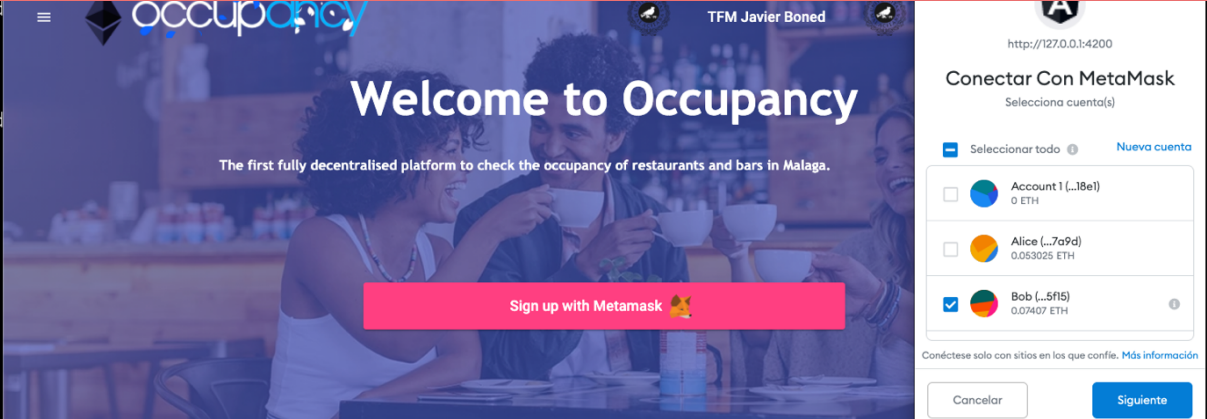 occupancy
TFM Javier Boned
Welcome to Occupancy
The first fully decentralised platform to check the occupancy of restaurants and bars in Malaga.
Sign up with Metamask
A
http://127.0.0.1:4200
Conectar Con MetaMask
Selecciona cuenta(s)
Seleccionar todo
Nueva cuenta
Account 1 (...18e1)
0 ETH
Alice (...7a9d)
0.053025 ETH
Bob (...5f15)
0.07407 ETH
Conéctese solo con sitios en los que confíe. Más información
Cancelar
Siguiente